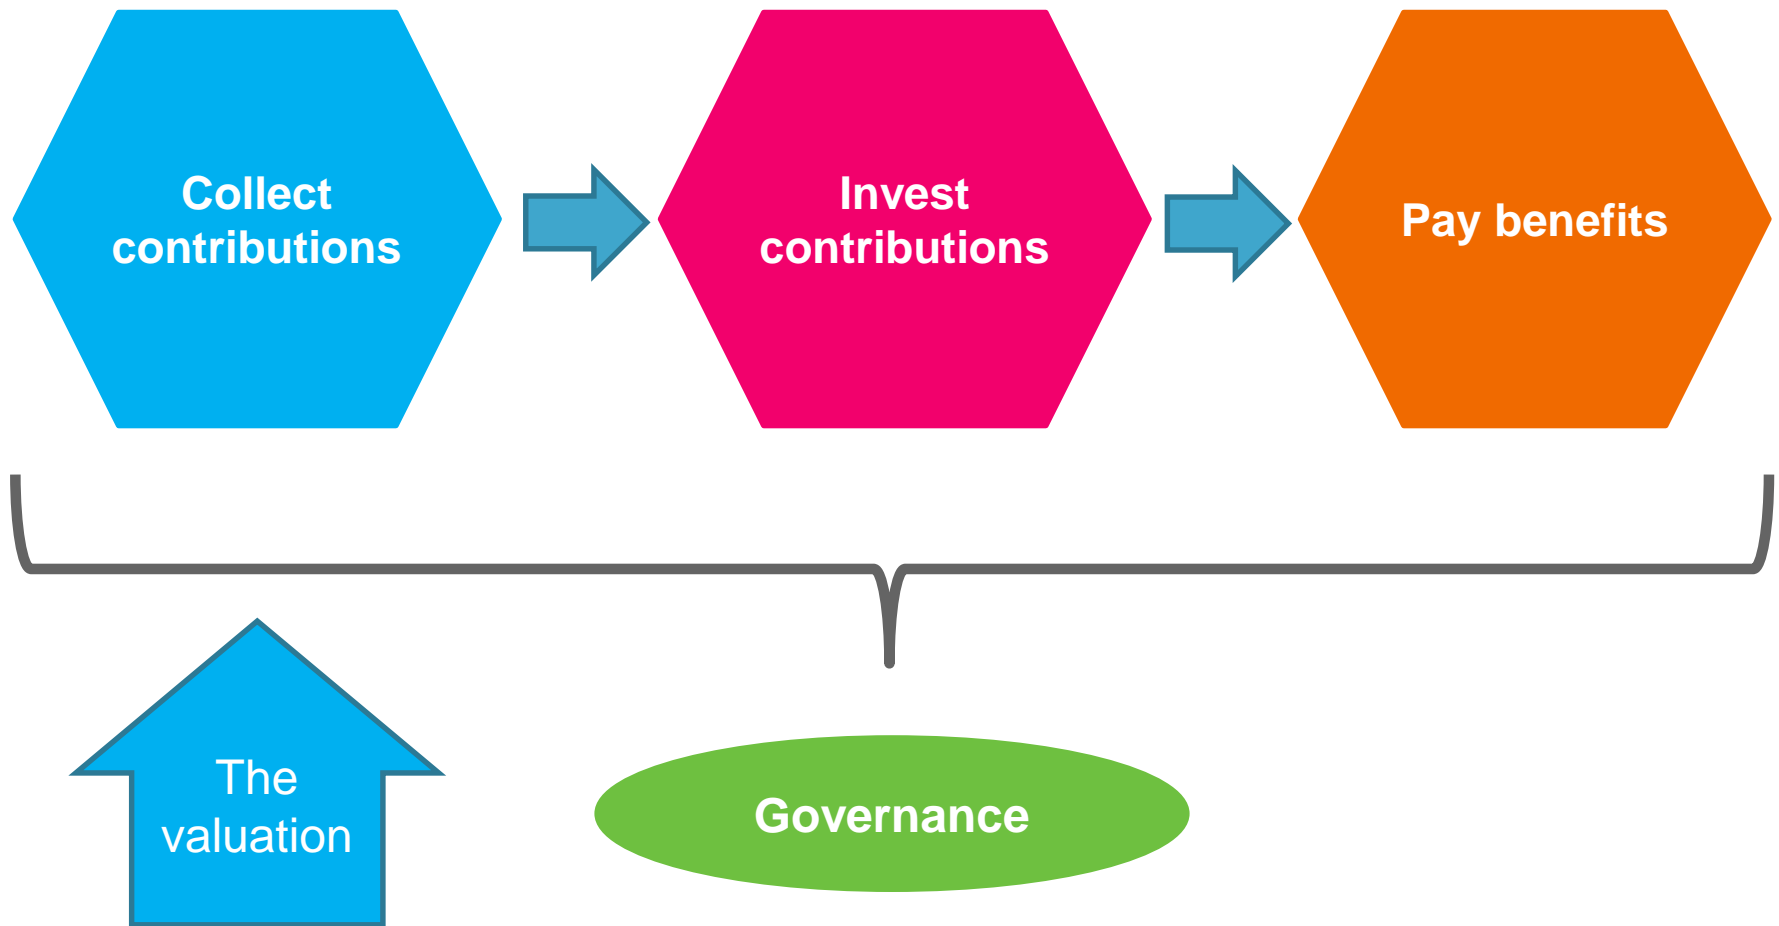 Collect
contributions
Invest
contributions
Pay benefits
The
valuation
Governance